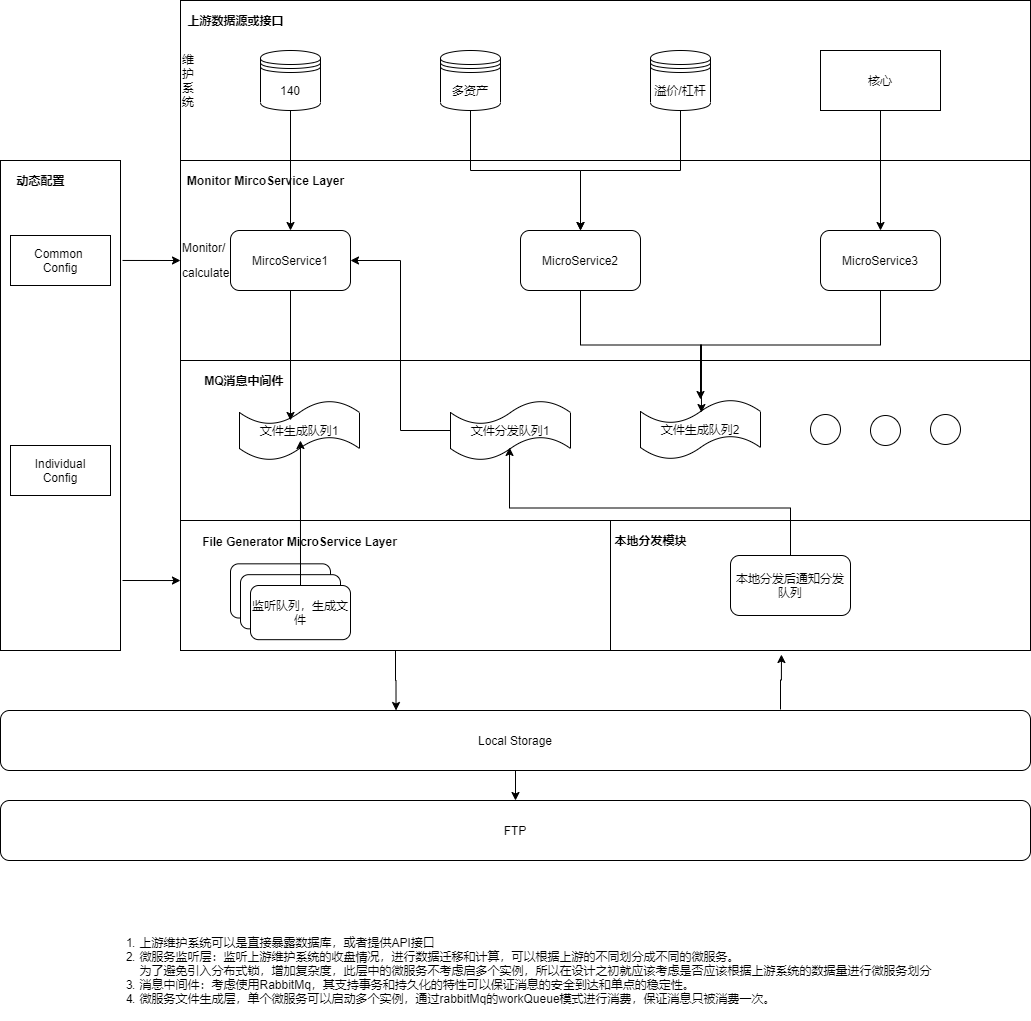 上游数据源或接口
维
护
系
统
140
多资产
溢价/杠杆
核心
动态配置
Common
Config
Individual
Config
Monitor MircoService Layer
Monitor/
calculate
MircoService1
MicroService2
MicroService3
MQ消息中间件
文件生成队列1
文件分发队列1
文件生成队列2
File Generator MicroService Layer
监听队列，生成文
件
本地分发模块
本地分发后通知分发
队列
Local Storage
FTP
1. 上游维护系统可以是直接暴露数据库，或者提供API接口
2. 微服务监听层：监听上游维护系统的收盘情况，进行数据迁移和计算，可以根据上游的不同划分成不同的微服务。
为了避免引入分布式锁，增加复杂度，此层中的微服务不考虑启多个实例，所以在设计之初就应该考虑是否应该根据上游系统的数据量进行微服务划分
3. 消息中间件：考虑使用RabbitMq，其支持事务和持久化的特性可以保证消息的安全到达和单点的稳定性。
4. 微服务文件生成层，单个微服务可以启动多个实例，通过rabbitMq的workQueue模式进行消费，保证消息只被消费一次。